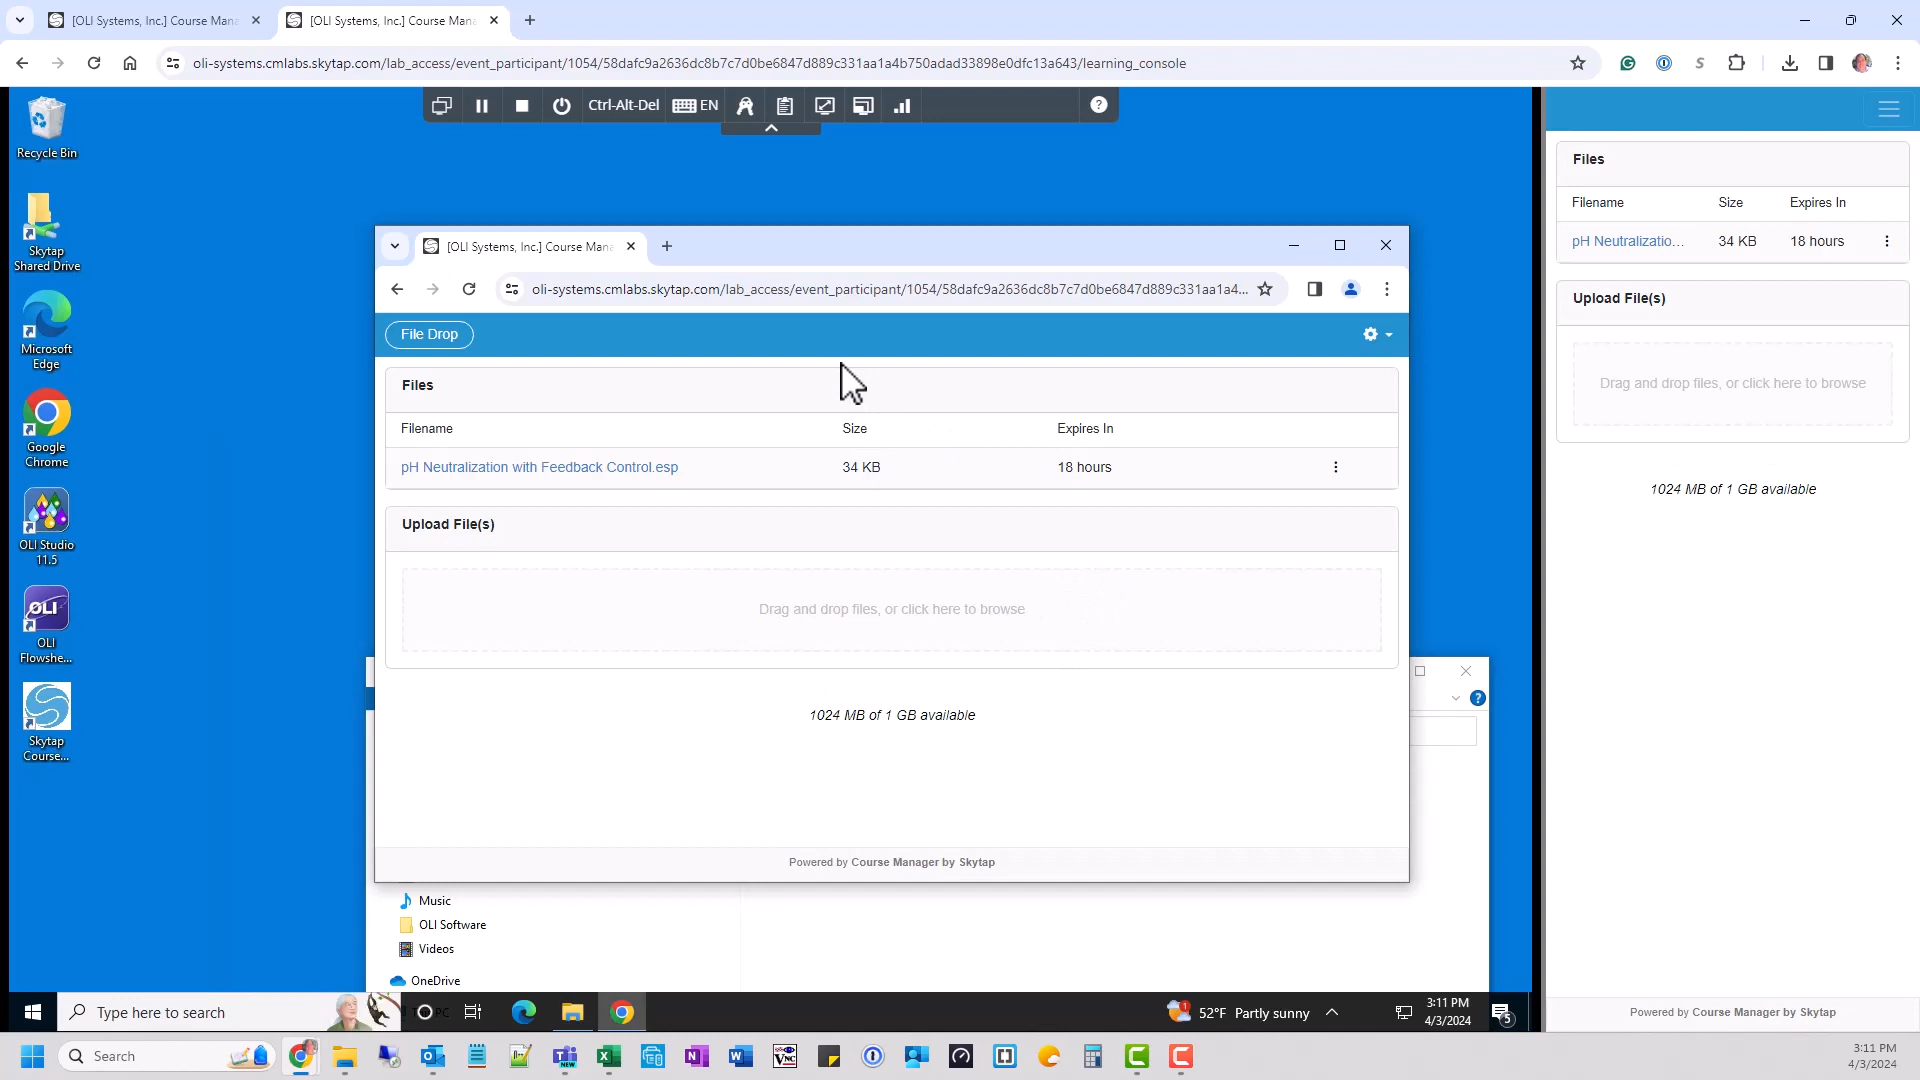 [OLI Systems, Inc.] Course Mana
[OLI Systems, Inc.] Course Mana
oli-systems.cmlabs.skytap.com/lab_access/event_participant/1054/58dafc9a2636dc8b7c7d0be6847d889c331aa1a4b750adad33898e0dfc13a643/learning_console
Ctrl-Alt-Del
EN
Recycle Bin
Skytap
Shared Drive
Microsoft
Edge
Google
Chrome
OLI Studio
11.5
OLI
OLI
Flowshe...
Skytap
Course...
[OLI Systems, Inc.] Course Mana
oli-systems.cmlabs.skytap.com/lab_access/event_participant/1054/58dafc9a2636dc8b7c7d0be6847d889c331aa1a4...
File Drop
Files
Filename Size Expires In
pH Neutralization with Feedback Control.esp 34 KB 18 hours
Upload File(s)
Drag and drop files, or click here to browse
1024 MB of 1 GB available
Powered by Course Manager by Skytap
Music
OLI Software
Videos
OneDrive
Files
Filename Size Expires In
pH Neutralizatio... 34 KB 18 hours
Upload File(s)
Drag and drop files, or click here to browse
1024 MB of 1 GB available
Powered by Course Manager by Skytap
Type here to search
52°F Partly sunny
3:11 PM
4/3/2024
5
Search
NEW
3:11 PM
4/3/2024